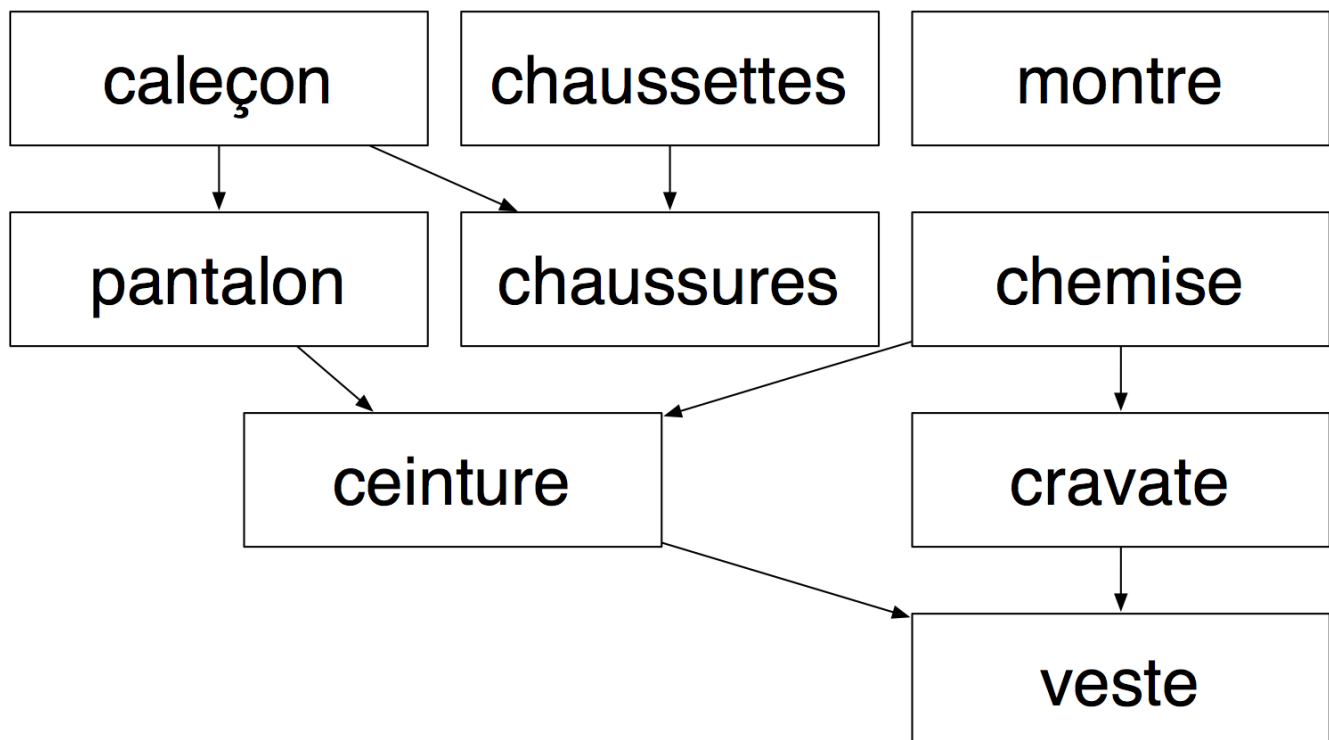 caleçon
chaussettes
montre
pantalon
chaussures
chemise
ceinture
cravate
veste